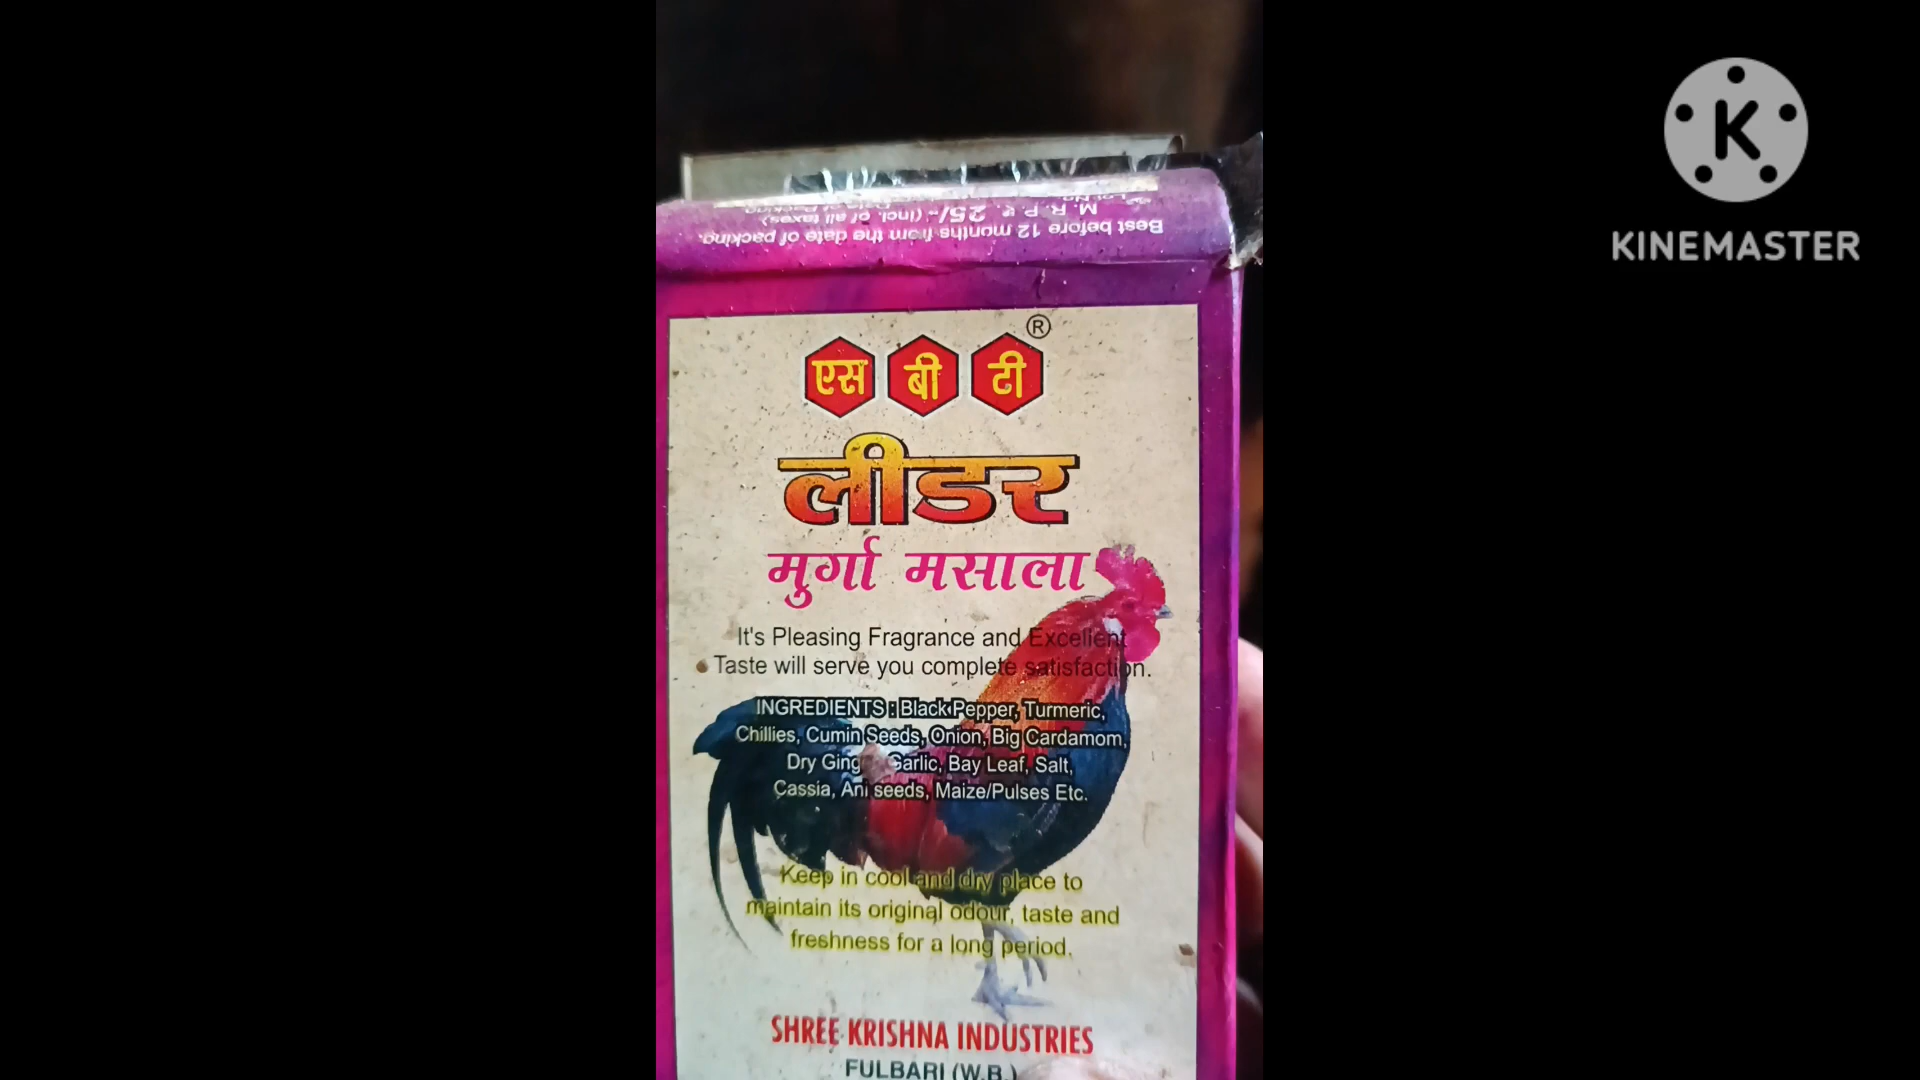 M.R.P.₹. 25/- (incl. of all taxes)
Best before 12 months from the date of packing.
एस बी टी ®
लीडर
मुर्गा मसाला
It's Pleasing Fragrance and Excellent
Taste will serve you complete satisfaction.
INGREDIENTS : Black Pepper, Turmeric,
Chillies, Cumin Seeds, Onion, Big Cardamom,
Dry Ging Garlic, Bay Leaf, Salt,
Cassia, Ani seeds, Maize/Pulses Etc.
Keep in cool and dry place to
maintain its original odour, taste and
freshness for a long period.
SHREE KRISHNA INDUSTRIES
FULBARI (W.B.)
K
KINEMASTER